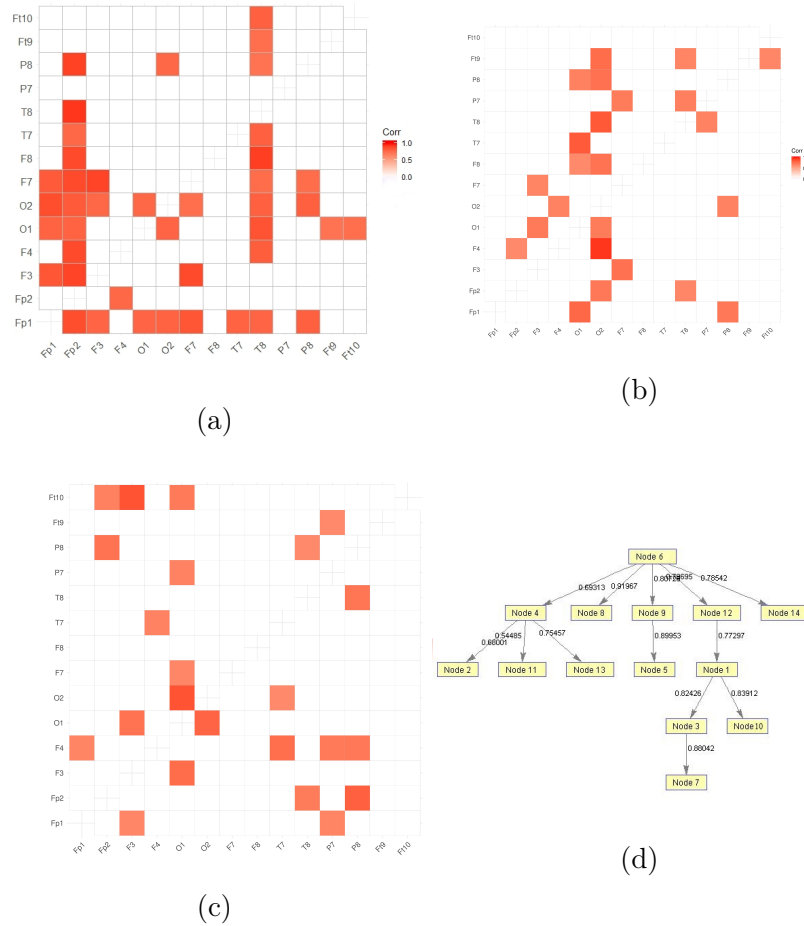 Ft10
Ft9
P8
P7
T8
T7
F8
F7
O2
O1
F4
F3
Fp2
Fp1
Fp1 Fp2 F3 F4 O1 O2 F7 F8 T7 T8 P7 P8 Ft9 Ft10
Corr
1.0
0.5
0.0
(a)
Ft10
Ft9
P8
P7
T8
T7
F8
F7
O2
O1
F4
F3
Fp2
Fp1
Fp1 Fp2 F3 F4 O1 O2 F7 F8 T7 T8 P7 P8 Ft9 Ft10
Corr
(b)
Ft10
Ft9
P8
P7
T8
T7
F8
F7
O2
O1
F4
F3
Fp2
Fp1
Fp1 Fp2 F3 F4 O1 O2 F7 F8 T7 T8 P7 P8 Ft9 Ft10
(c)
Node 6
0.69313 0.91967 0.78542
Node 4 Node 8 Node 9 Node 12 Node 14
0.54485 0.75457 0.89953 0.77297
Node 2 Node 11 Node 13 Node 5 Node 1
0.82426 0.83912
Node 3 Node10
0.88042
Node 7
(d)